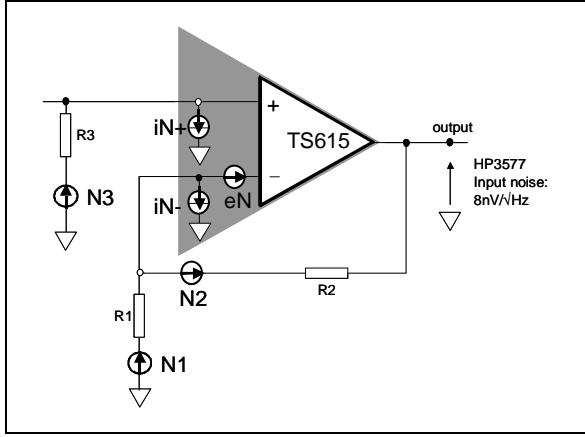 R3
N3
iN+
+
TS615
iN-
eN
−
output
HP3577
Input noise:
8nV/√Hz
N2
R2
R1
N1